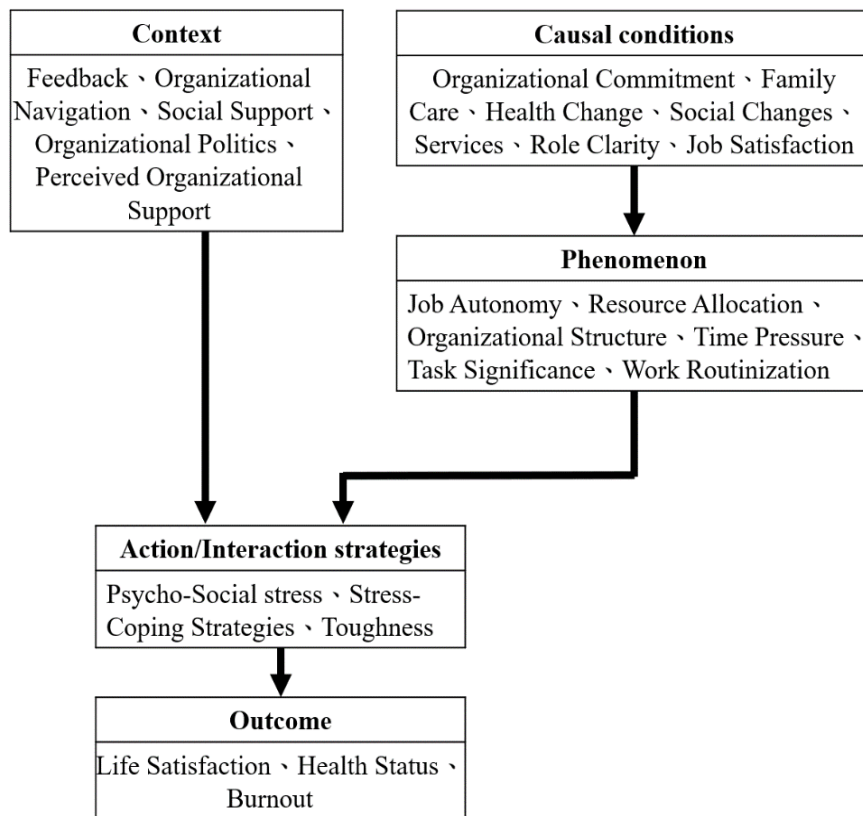 Context
Feedback、Organizational
Navigation、Social Support、
Organizational Politics、
Perceived Organizational
Support
Causal conditions
Organizational Commitment、Family
Care、Health Change、Social Changes、
Services、Role Clarity、Job Satisfaction
Phenomenon
Job Autonomy、Resource Allocation、
Organizational Structure、Time Pressure、
Task Significance、Work Routinization
Action/Interaction strategies
Psycho-Social stress、Stress-
Coping Strategies、Toughness
Outcome
Life Satisfaction、Health Status、
Burnout